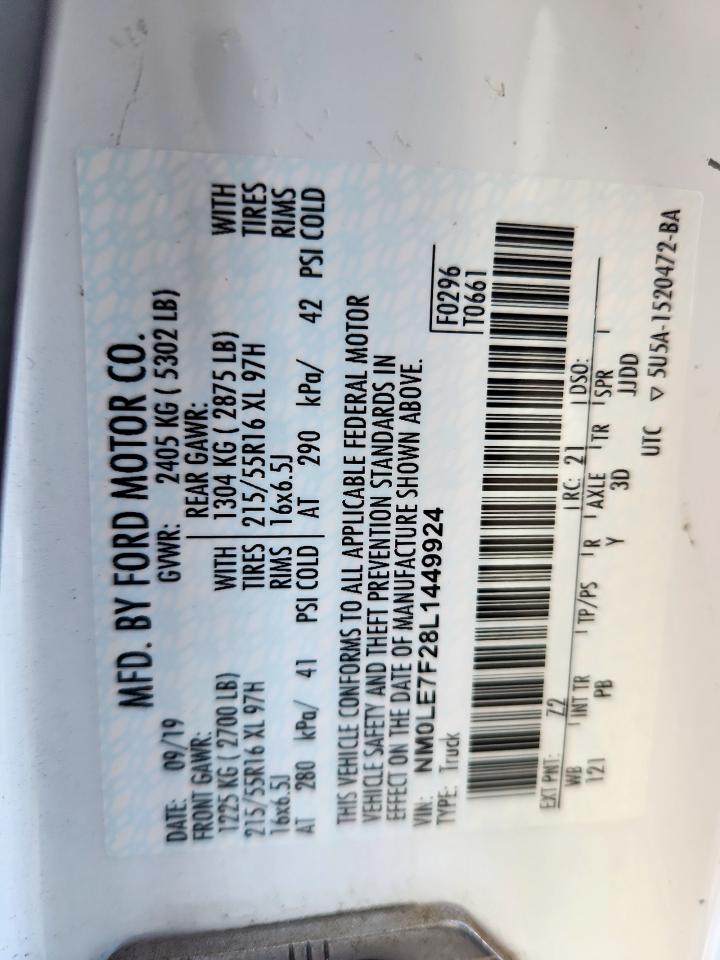 MFD. BY FORD MOTOR CO.
DATE: 09/19 GVWR: 2405 KG ( 5302 LB)
FRONT GAWR: REAR GAWR:
1225 KG ( 2700 LB) WITH 1304 KG ( 2875 LB) WITH
215/55R16 XL 97H TIRES 215/55R16 XL 97H TIRES
16x6.5J RIMS 16x6.5J RIMS
AT 280 kPa/ 41 PSI COLD AT 290 kPa/ 42 PSI COLD
THIS VEHICLE CONFORMS TO ALL APPLICABLE FEDERAL MOTOR
VEHICLE SAFETY AND THEFT PREVENTION STANDARDS IN
EFFECT ON THE DATE OF MANUFACTURE SHOWN ABOVE.
VIN: NM0LE7F28L1449924 F0296
TYPE: Truck T0661
EXT PNT: Z2 RC: 21 DSO:
WB INT TR TP/PS R AXLE TR SPR
121 PB Y 3D JJDD
UTC ▽ 5U5A-1520472-BA